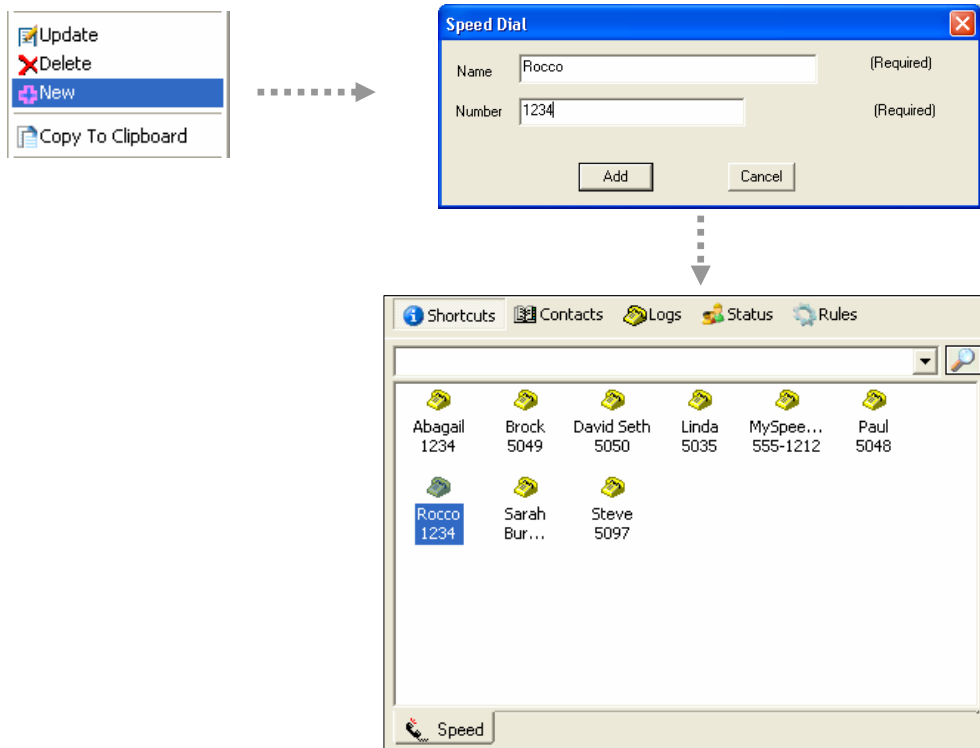 Update
Delete
New
Copy To Clipboard
Speed Dial
Name Rocco (Required)
Number 1234 (Required)
Add Cancel
Shortcuts Contacts Logs Status Rules
Abagail Brock David Seth Linda MySpee... Paul
1234 5049 5050 5035 555-1212 5048
Rocco Sarah Steve
1234 Bur... 5097
Speed